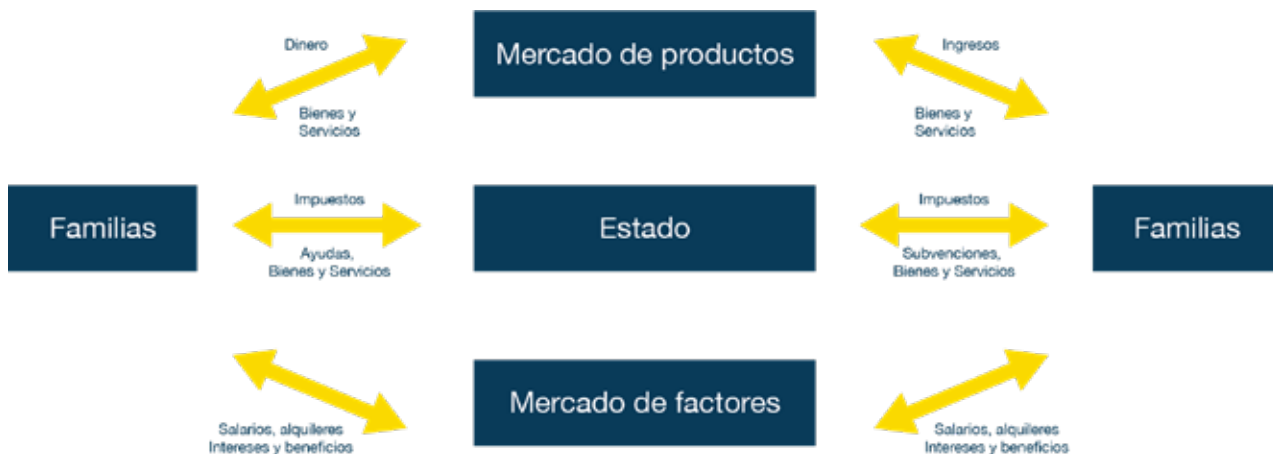 Dinero
Mercado de productos
Ingresos
Bienes y
Servicios
Bienes y
Servicios
Familias
Impuestos
Ayudas,
Bienes y Servicios
Estado
Impuestos
Subvenciones,
Bienes y Servicios
Familias
Mercado de factores
Salarios, alquileres
Intereses y beneficios
Salarios, alquileres
Intereses y beneficios